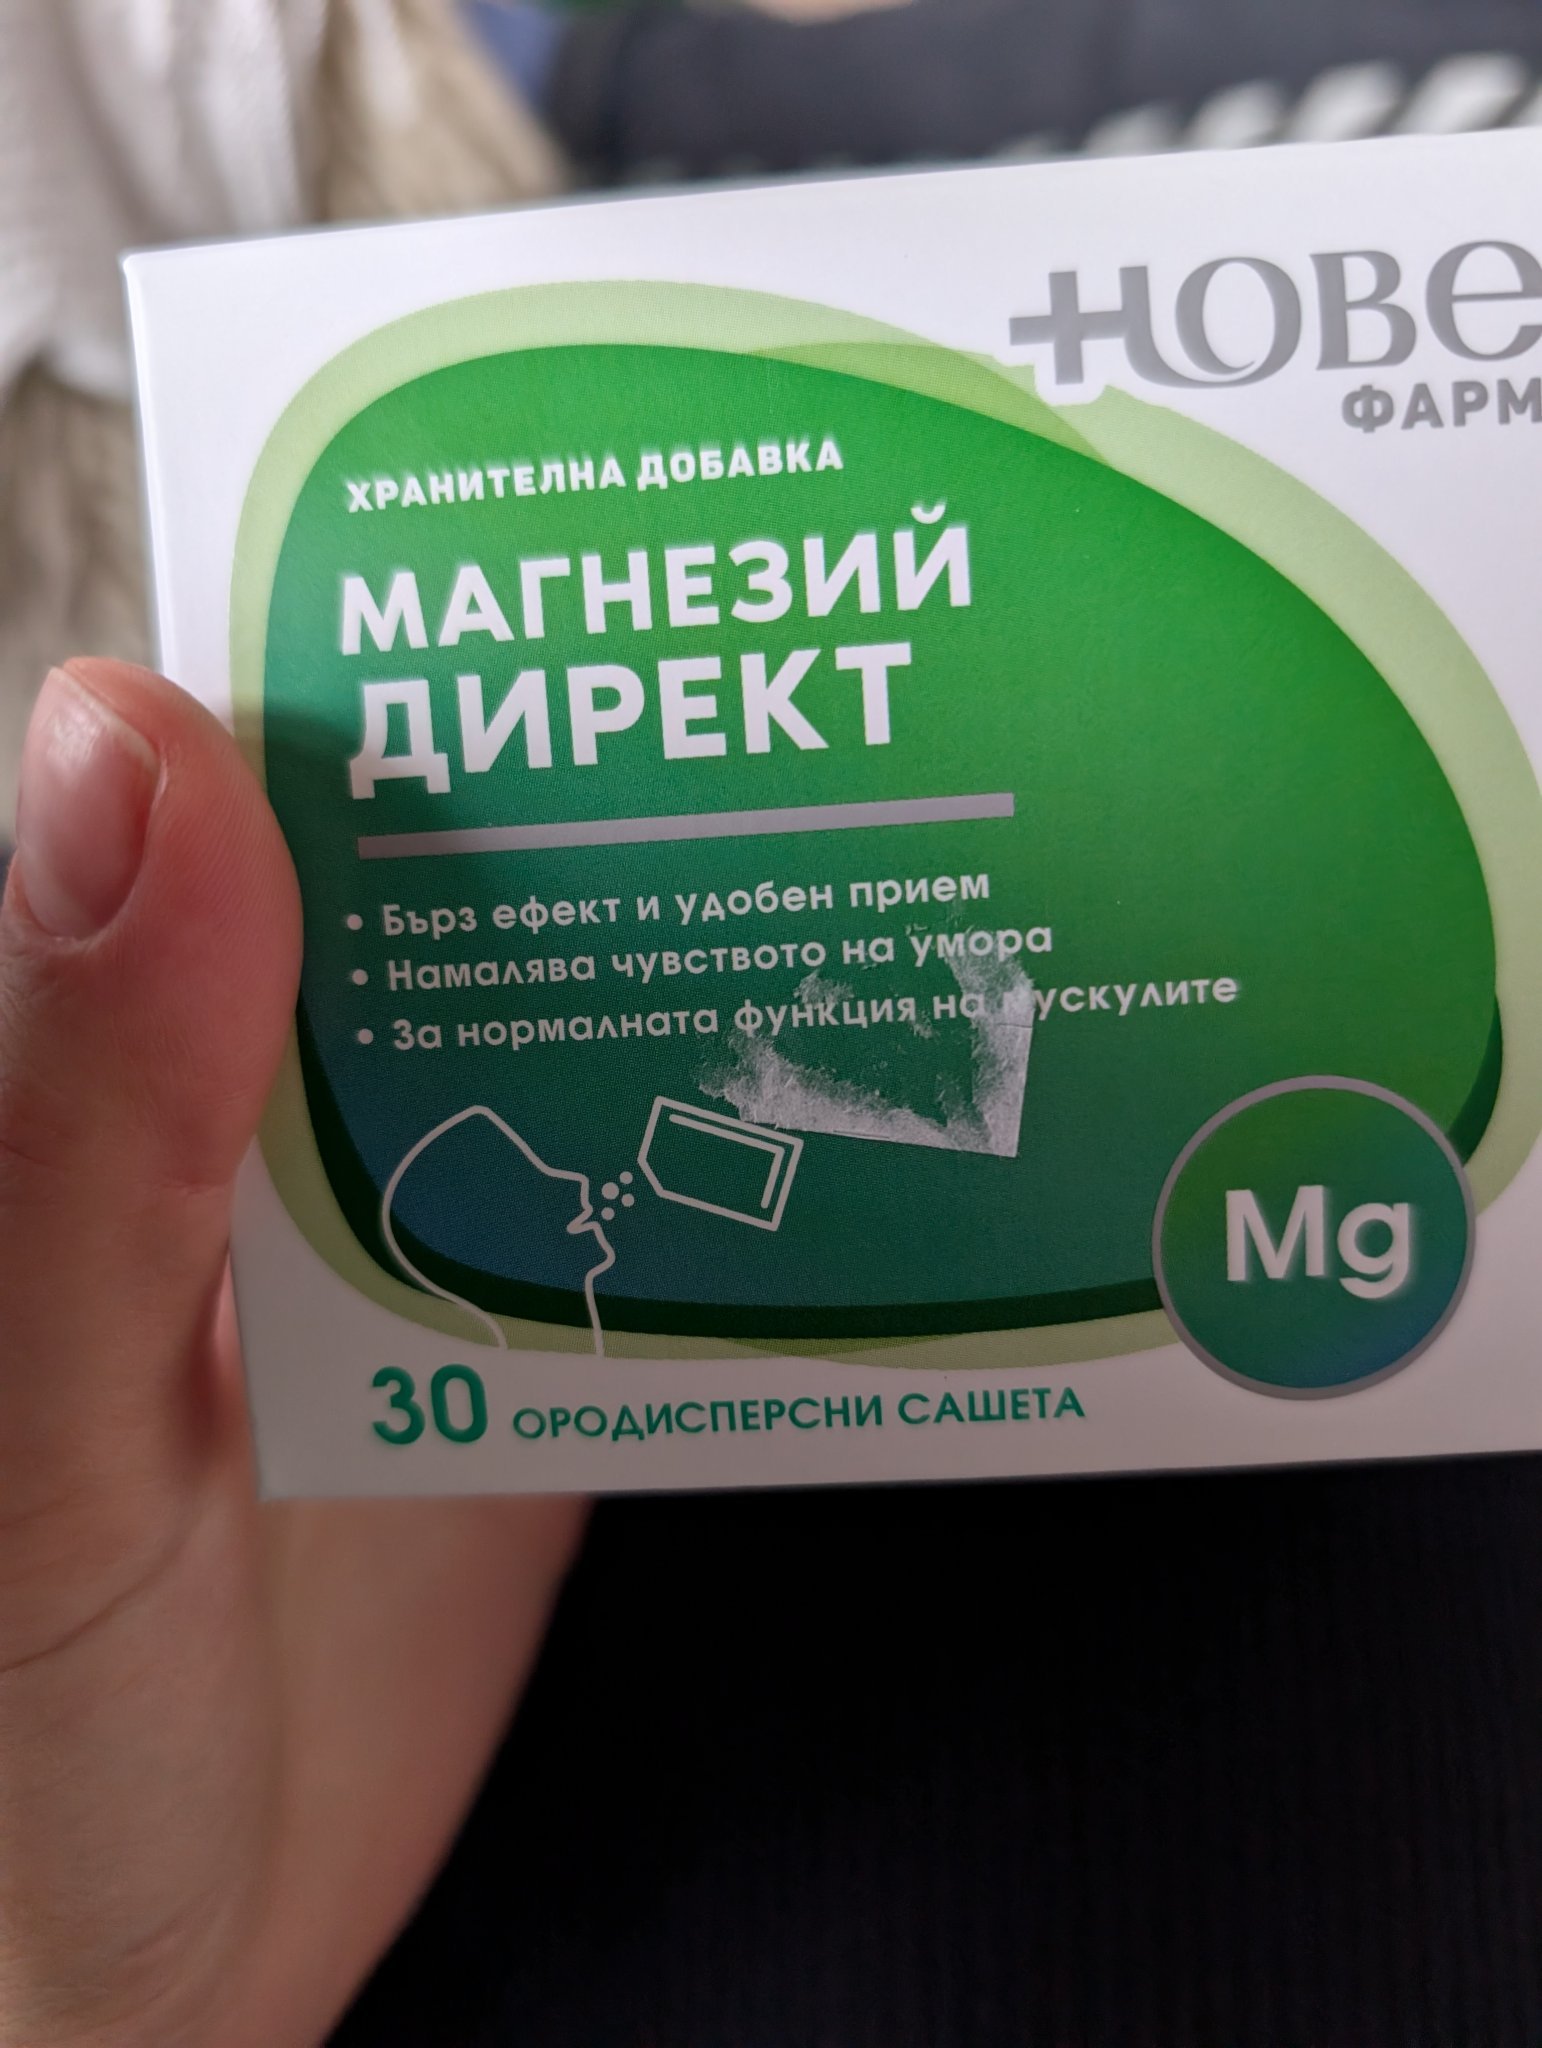 НОВЕ
ФАРМ
ХРАНИТЕЛНА ДОБАВКА
МАГНЕЗИЙ
ДИРЕКТ
• Бърз ефект и удобен прием
• Намалява чувството на умора
• За нормалната функция на мускулите
Mg
30 ОРОДИСПЕРСНИ САШЕТА